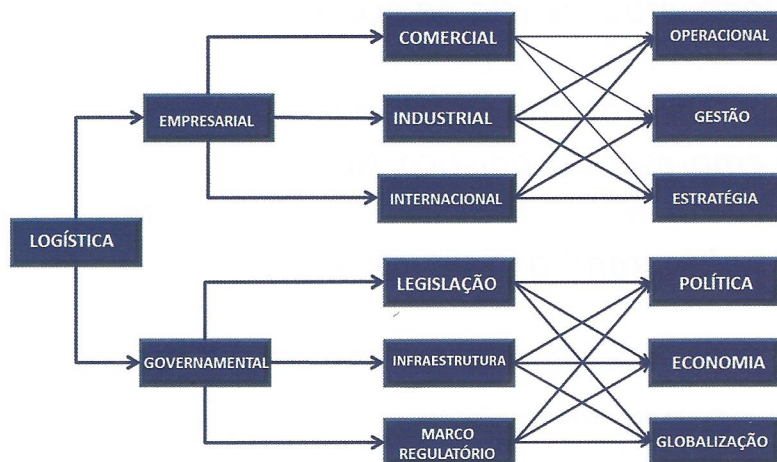 COMERCIAL
OPERACIONAL
EMPRESARIAL
INDUSTRIAL
GESTÃO
INTERNACIONAL
ESTRATÉGIA
LOGÍSTICA
LEGISLAÇÃO
POLÍTICA
GOVERNAMENTAL
INFRAESTRUTURA
ECONOMIA
MARCO
REGULATÓRIO
GLOBALIZAÇÃO